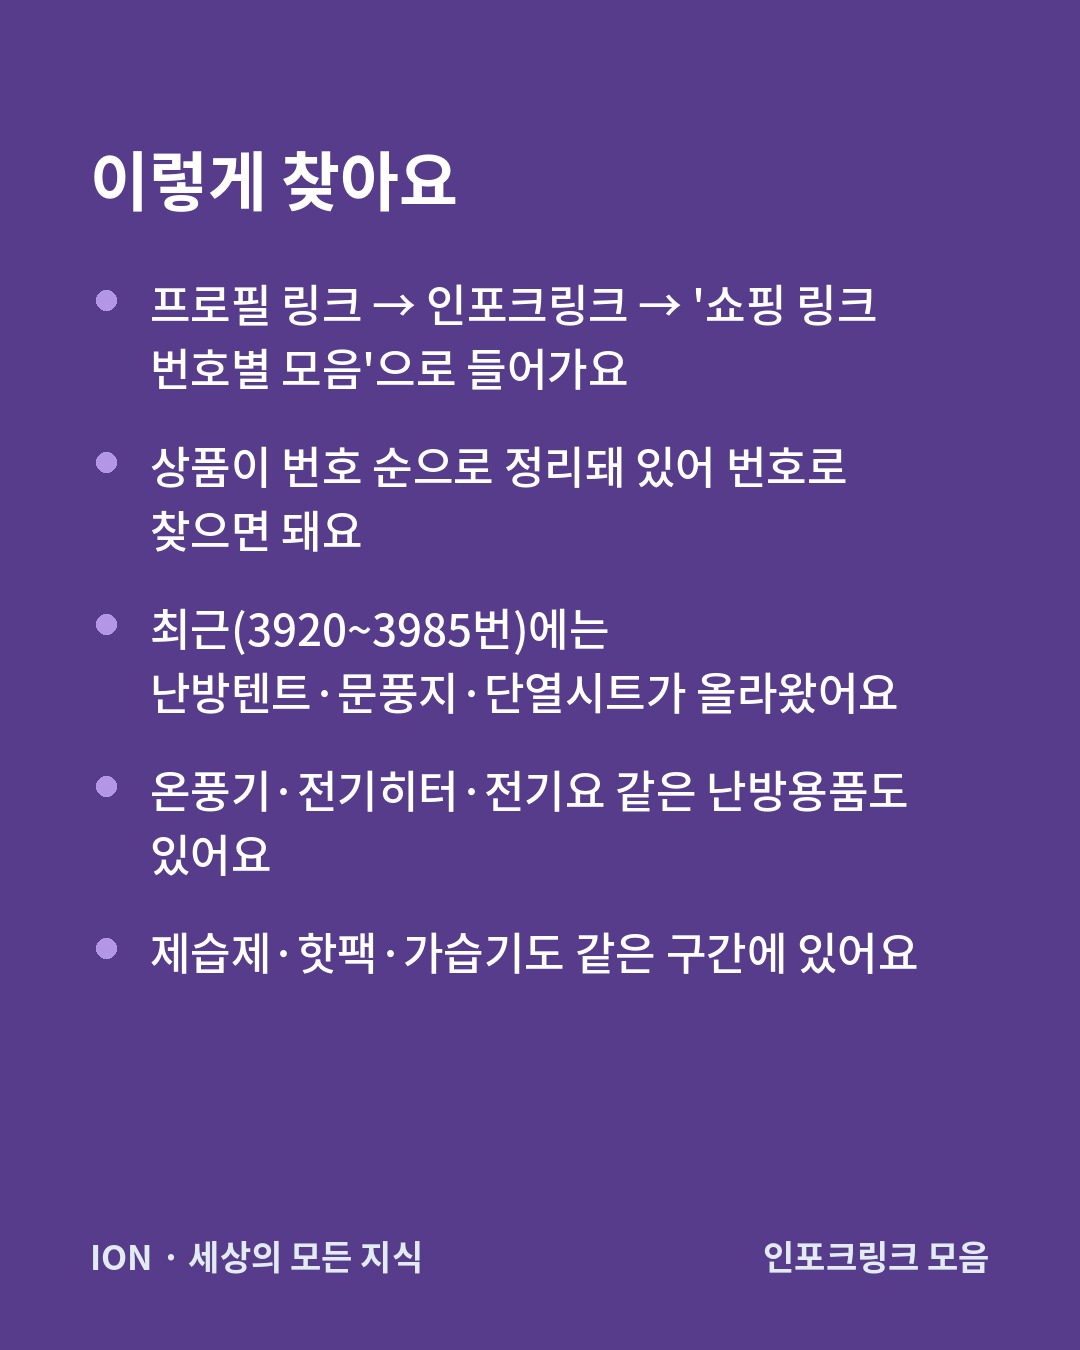 이렇게 찾아요
프로필 링크 → 인포크링크 → '쇼핑 링크
번호별 모음'으로 들어가요
상품이 번호 순으로 정리돼 있어 번호로
찾으면 돼요
최근(3920~3985번)에는
난방텐트·문풍지·단열시트가 올라왔어요
온풍기·전기히터·전기요 같은 난방용품도
있어요
제습제·핫팩·가습기도 같은 구간에 있어요
ION · 세상의 모든 지식
인포크링크 모음